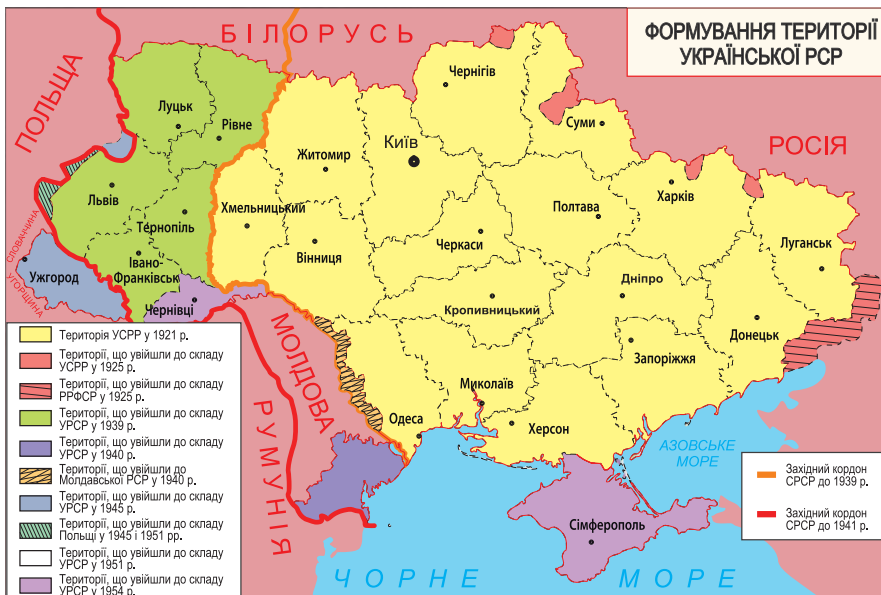 ФОРМУВАННЯ ТЕРИТОРІЇ
УКРАЇНСЬКОЇ РСР
БІЛОРУСЬ
ПОЛЬЩА
РОСІЯ
СЛОВАЧЧИНА
УГОРЩИНА
МОЛДОВА
РУМУНІЯ
Чернігів
Луцьк
Рівне
Суми
Житомир
Київ
Львів
Тернопіль
Хмельницький
Харків
Полтава
Черкаси
Вінниця
Луганськ
Івано-
Франківськ
Ужгород
Чернівці
Кропивницький
Дніпро
Донецьк
Запоріжжя
Миколаїв
Одеса
Херсон
Сімферополь
АЗОВСЬКЕ
МОРЕ
ЧОРНЕ МОРЕ
Територія УСРР у 1921 р.
Території, що увійшли до складу
УСРР у 1925 р.
Території, що увійшли до складу
РРФСР у 1925 р.
Території, що увійшли до складу
УРСР у 1939 р.
Території, що увійшли до складу
УРСР у 1940 р.
Території, що увійшли до
Молдавської РСР у 1940 р.
Території, що увійшли до складу
УРСР у 1945 р.
Території, що увійшли до складу
Польщі у 1945 і 1951 рр.
Території, що увійшли до складу
УРСР у 1951 р.
Території, що увійшли до складу
УРСР у 1954 р.
Західний кордон
СРСР до 1939 р.
Західний кордон
СРСР до 1941 р.